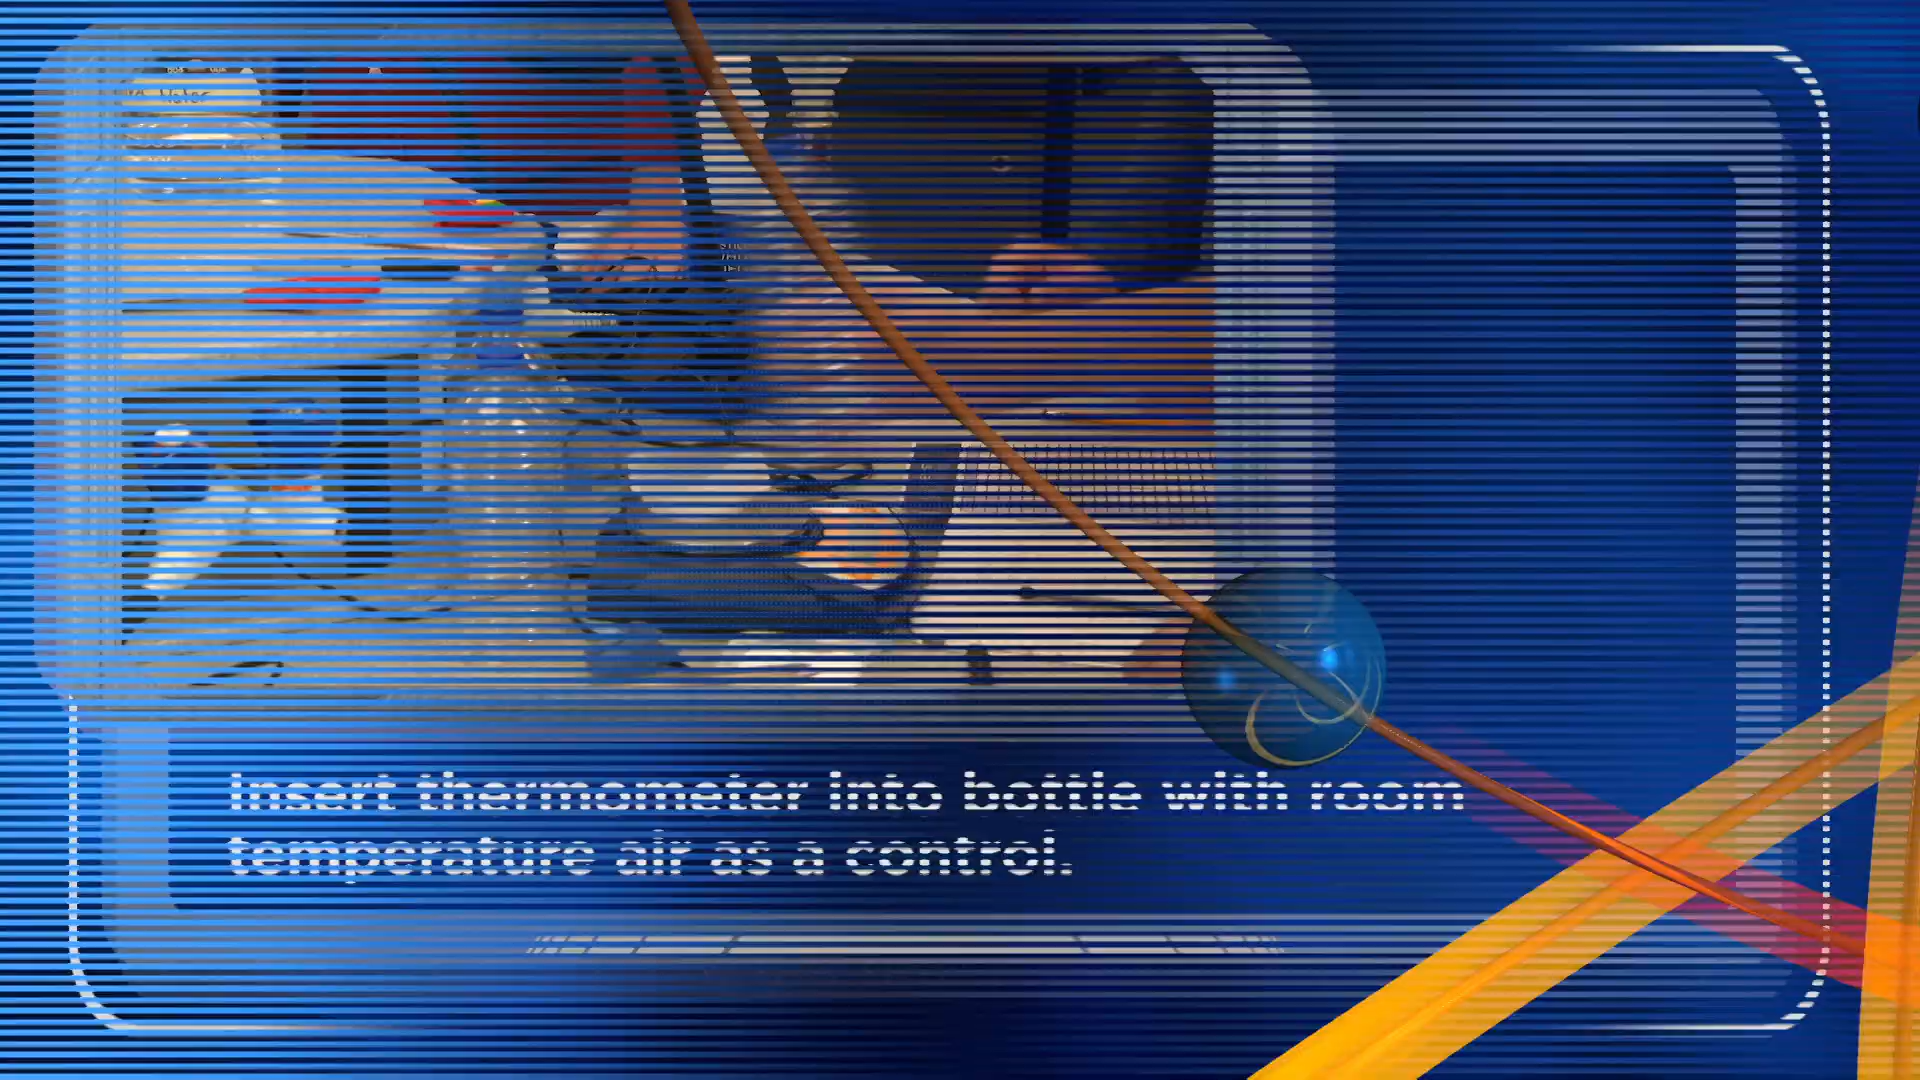 Insert thermometer into bottle with room
temperature air as a control.